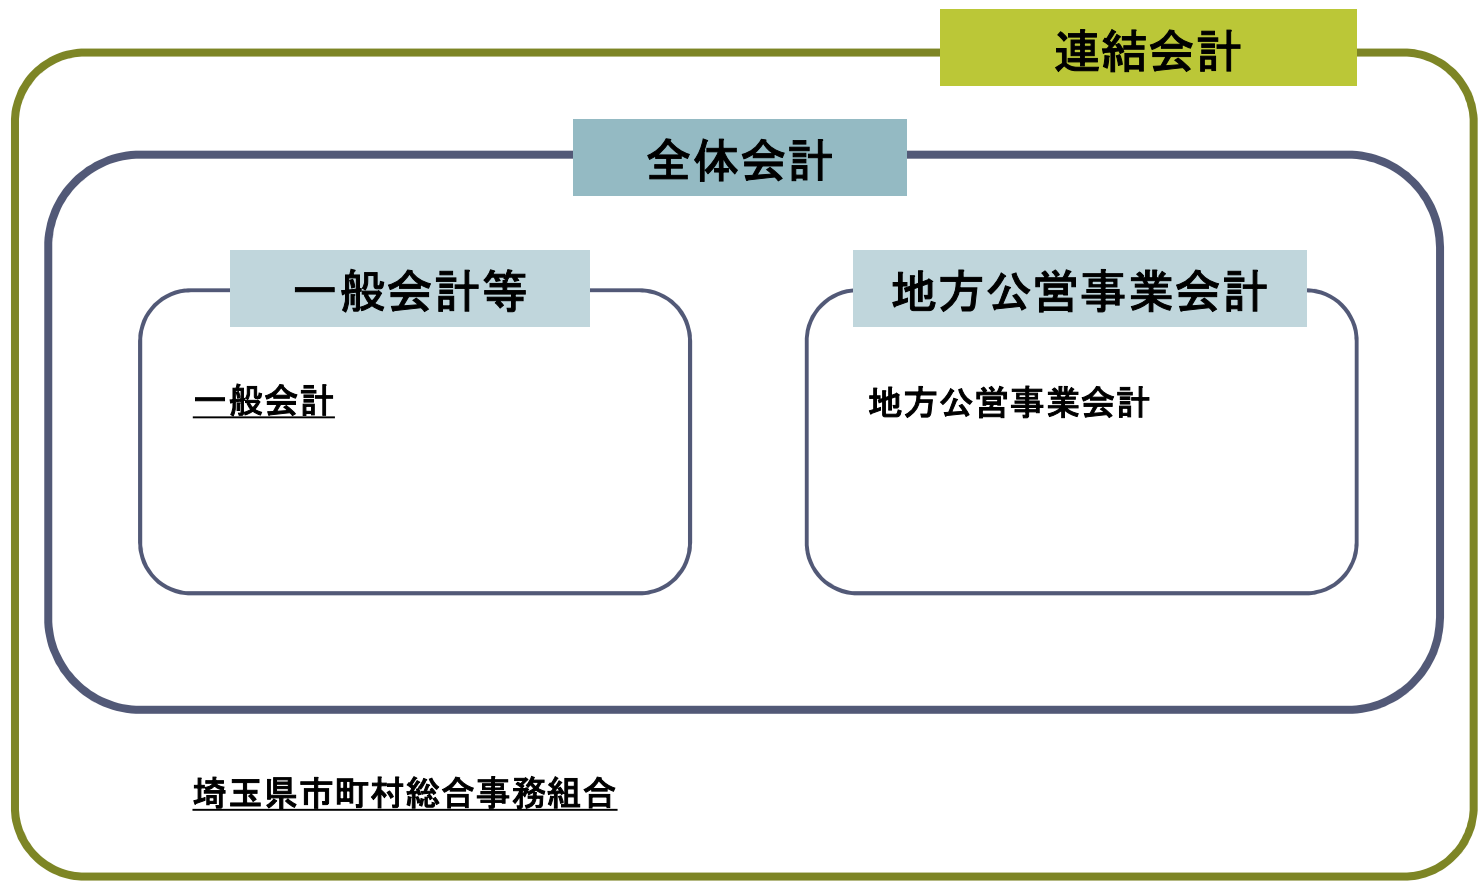 連結会計
全体会計
一般会計等
地方公営事業会計
一般会計
地方公営事業会計
埼玉県市町村総合事務組合